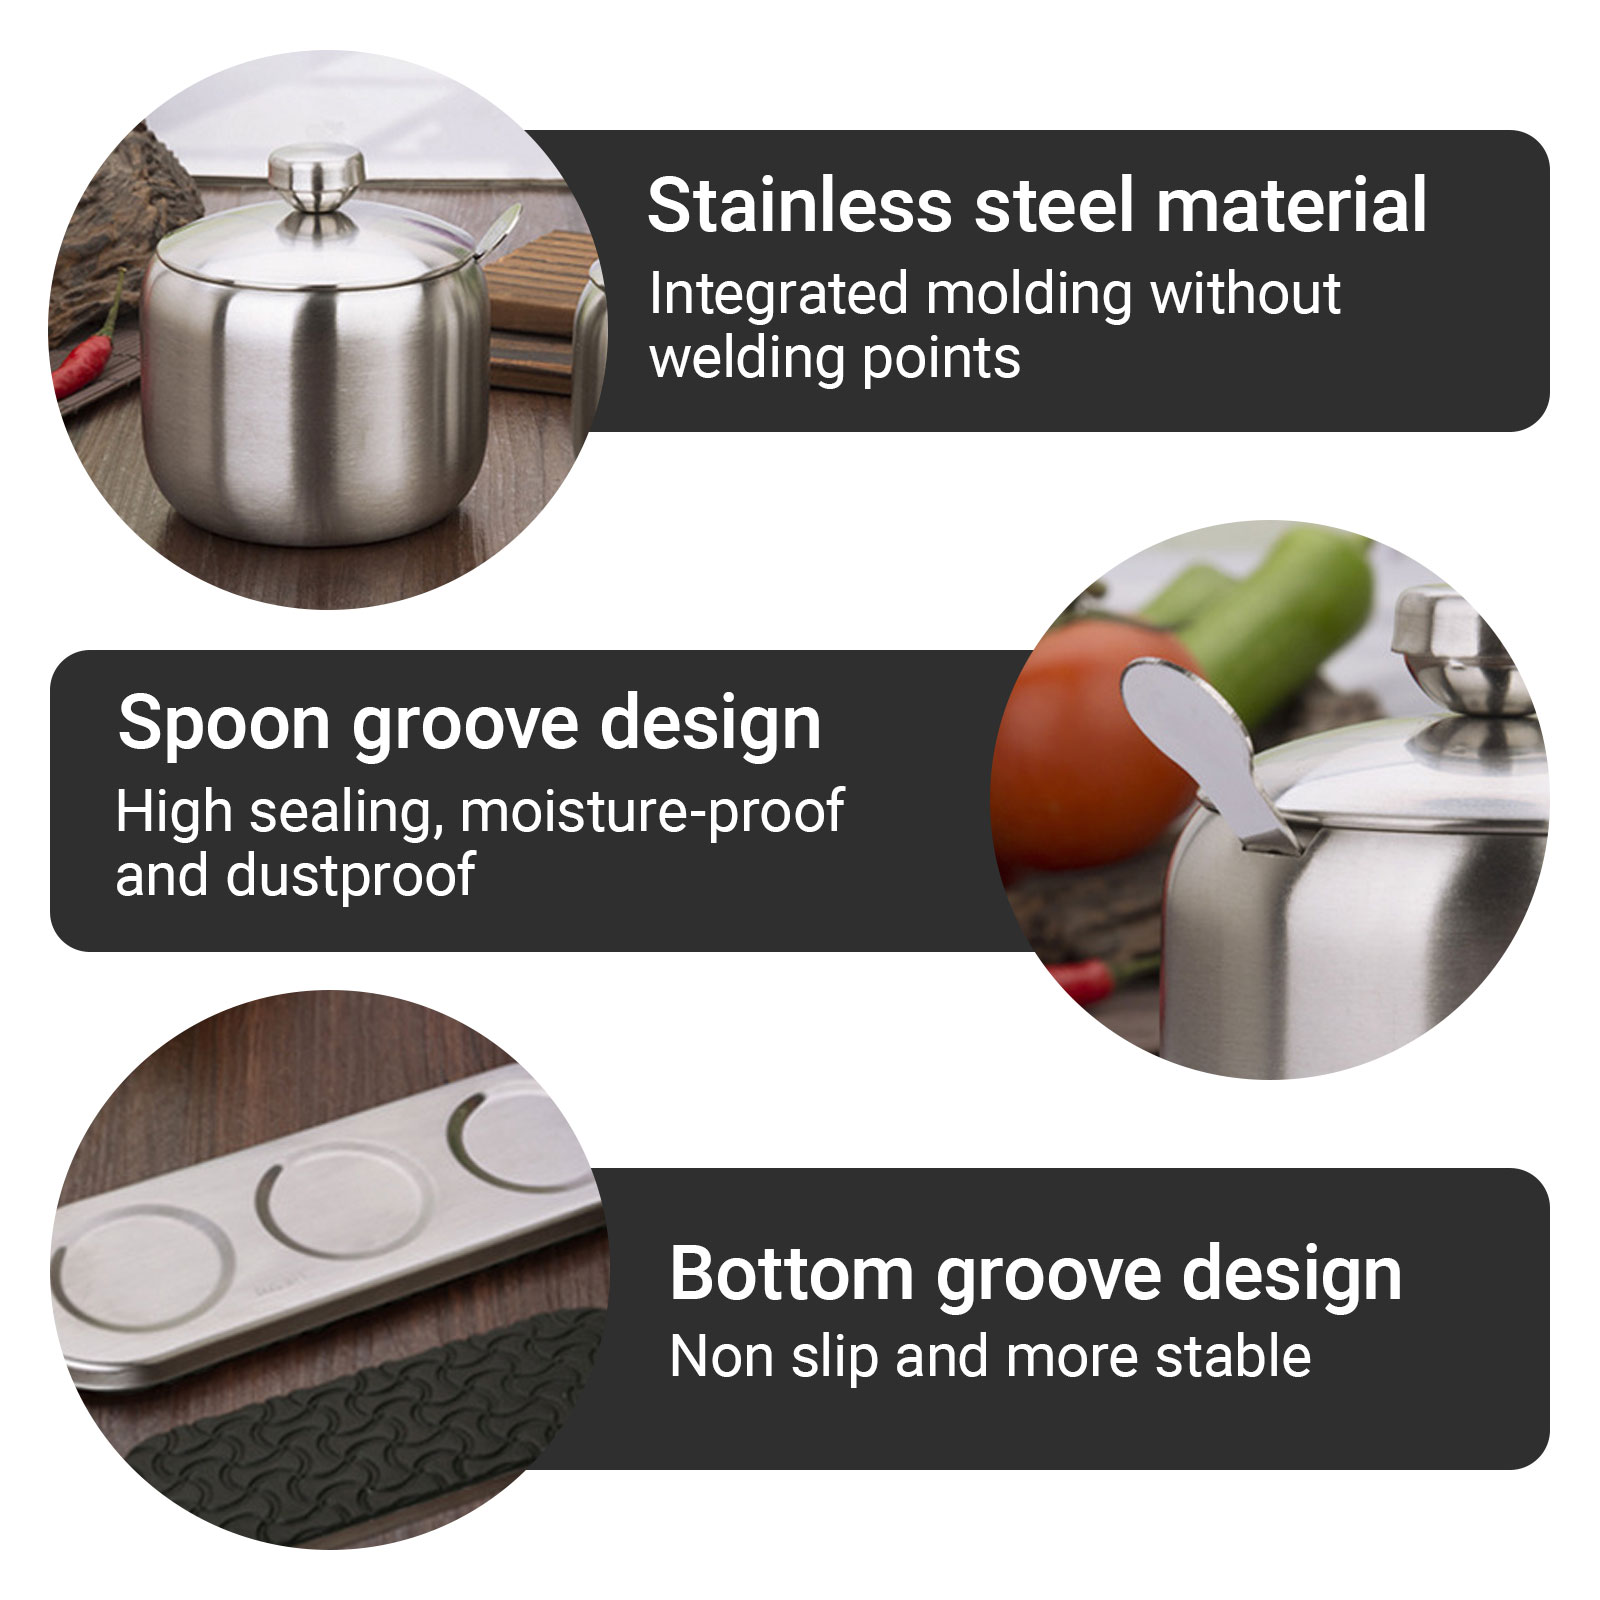 Stainless steel material
Integrated molding without
welding points
Spoon groove design
High sealing, moisture-proof
and dustproof
Bottom groove design
Non slip and more stable